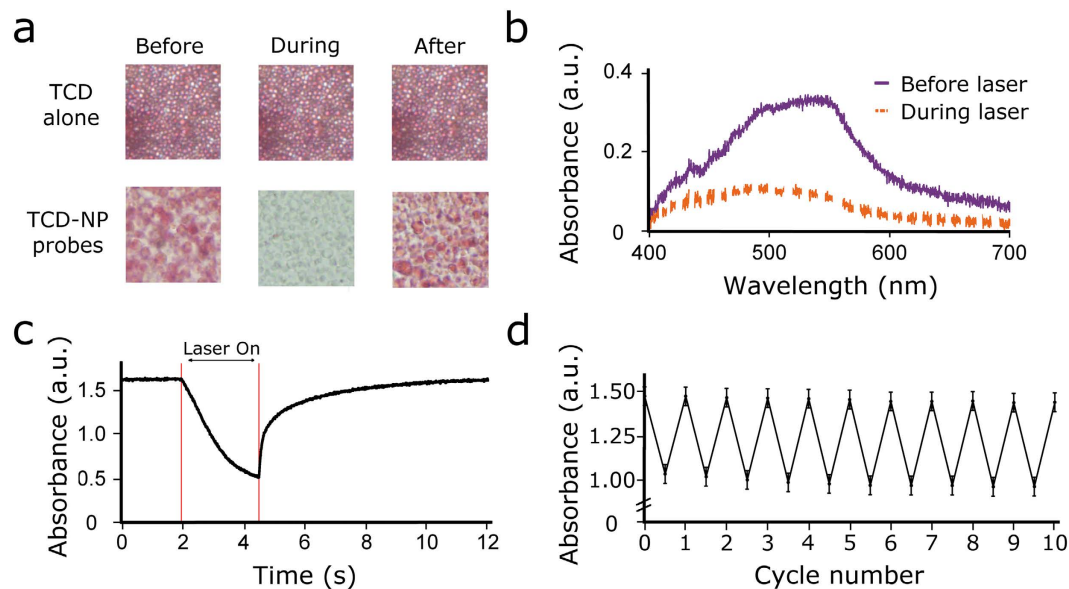 a
Before During After
TCD
alone
TCD-NP
probes
b
Absorbance (a.u.)
0.4
0.2
0
400 500 600 700
Wavelength (nm)
Before laser
During laser
c
Laser On
Absorbance (a.u.)
1.5
1.0
0.5
0
0 2 4 6 8 10 12
Time (s)
d
Absorbance (a.u.)
1.50
1.25
1.00
0
0 1 2 3 4 5 6 7 8 9 10
Cycle number